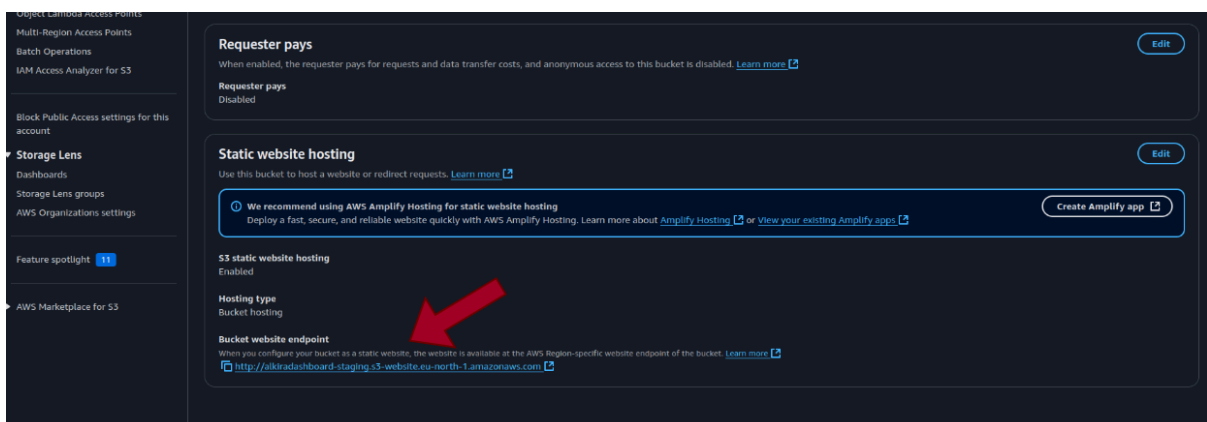 Object Lambda Access Points
Multi-Region Access Points
Batch Operations
IAM Access Analyzer for S3
Block Public Access settings for this
account
Storage Lens
Dashboards
Storage Lens groups
AWS Organizations settings
Feature spotlight 11
AWS Marketplace for S3
Requester pays
Edit
When enabled, the requester pays for requests and data transfer costs, and anonymous access to this bucket is disabled. Learn more
Requester pays
Disabled
Static website hosting
Edit
Use this bucket to host a website or redirect requests. Learn more
We recommend using AWS Amplify Hosting for static website hosting
Deploy a fast, secure, and reliable website quickly with AWS Amplify Hosting. Learn more about Amplify Hosting or View your existing Amplify apps
Create Amplify app
S3 static website hosting
Enabled
Hosting type
Bucket hosting
Bucket website endpoint
When you configure your bucket as a static website, the website is available at the AWS Region-specific website endpoint of the bucket. Learn more
http://alkiradashboard-staging.s3-website.eu-north-1.amazonaws.com